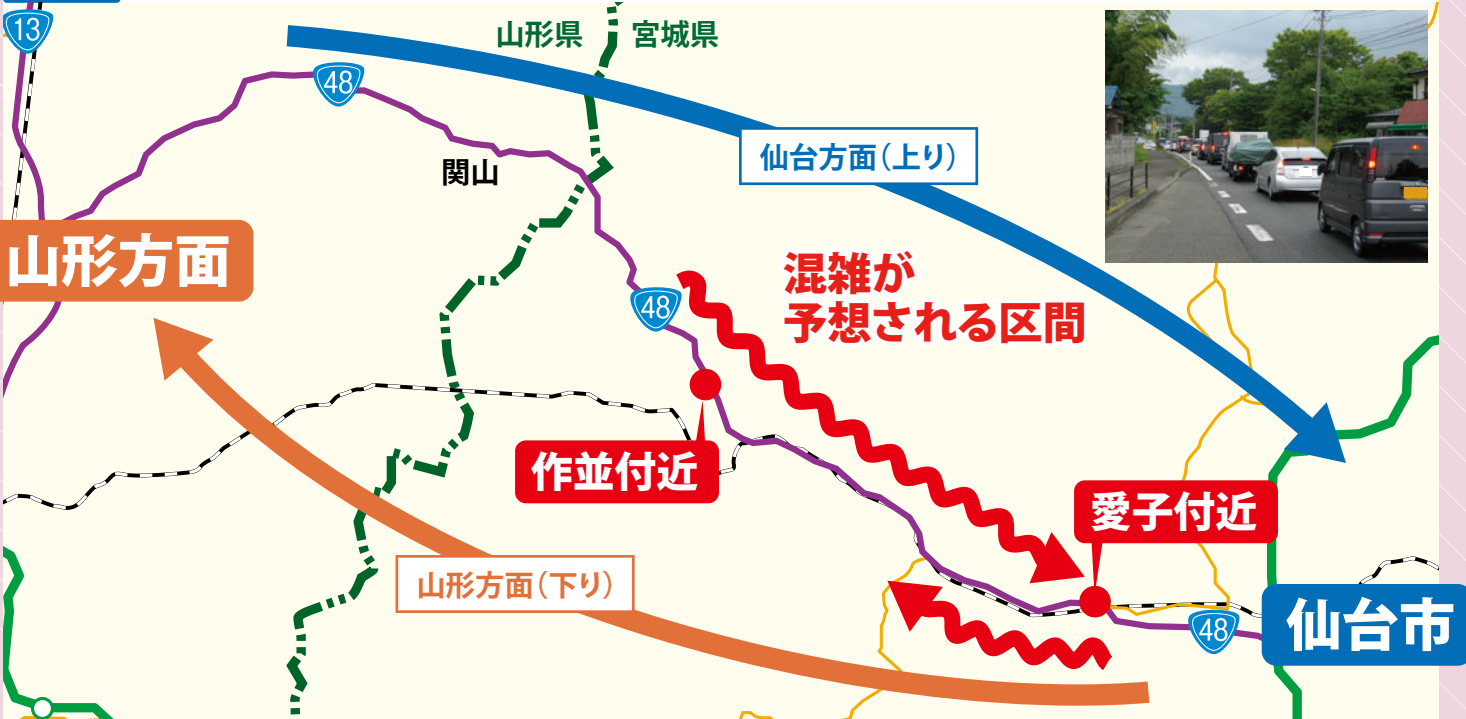 13
山形県
宮城県
48
関山
仙台方面(上り)
山形方面
混雑が
予想される区間
48
作並付近
愛子付近
山形方面(下り)
48
仙台市